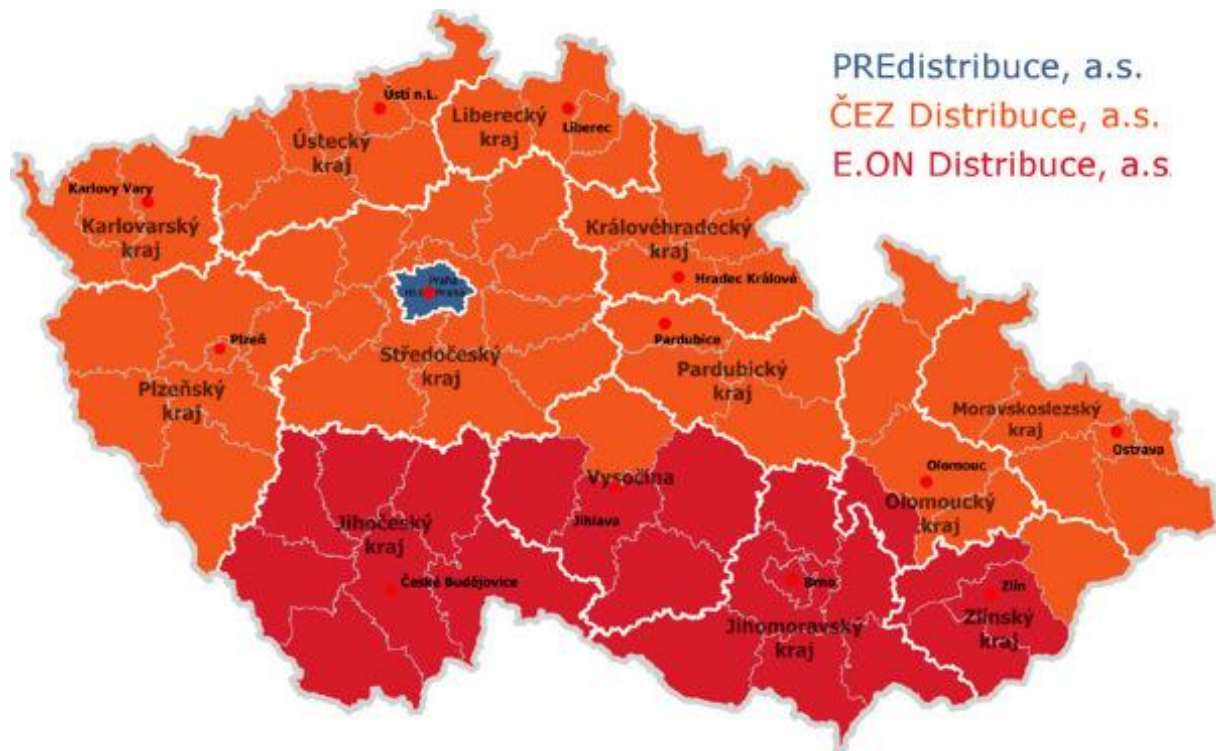 PREdistribuce, a.s.
ČEZ Distribuce, a.s.
E.ON Distribuce, a.s.
Ústí n.L.
Ústecký
kraj
Liberecký
kraj
Liberec
Karlovy Vary
Karlovarský
kraj
Královéhradecký
kraj
Hradec Králové
Praha
Praha
Plzeň
Plzeňský
kraj
Středočeský
kraj
Pardubice
Pardubický
kraj
Moravskoslezský
kraj
Ostrava
Olomouc
Olomoucký
kraj
Vysočina
Jihlava
Jihočeský
kraj
České Budějovice
Brno
Jihomoravský
kraj
Zlín
Zlínský
kraj